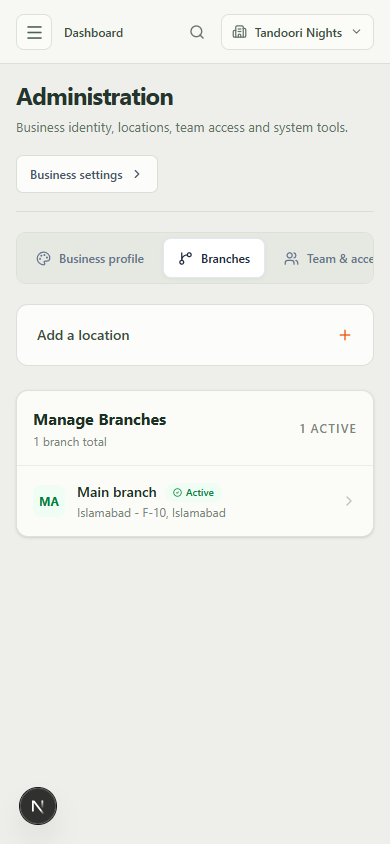 Dashboard
Tandoori Nights
Administration
Business identity, locations, team access and system tools.
Business settings
Business profile
Branches
Team & acce
Add a location
Manage Branches
1 branch total
1 ACTIVE
MA
Main branch
Active
Islamabad - F-10, Islamabad
N